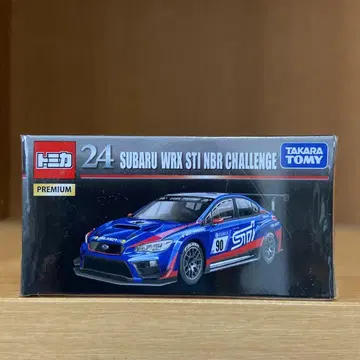 トミカ
PREMIUM
24 SUBARU WRX STI NBR CHALLENGE
TAKARA TOMY
STI
90